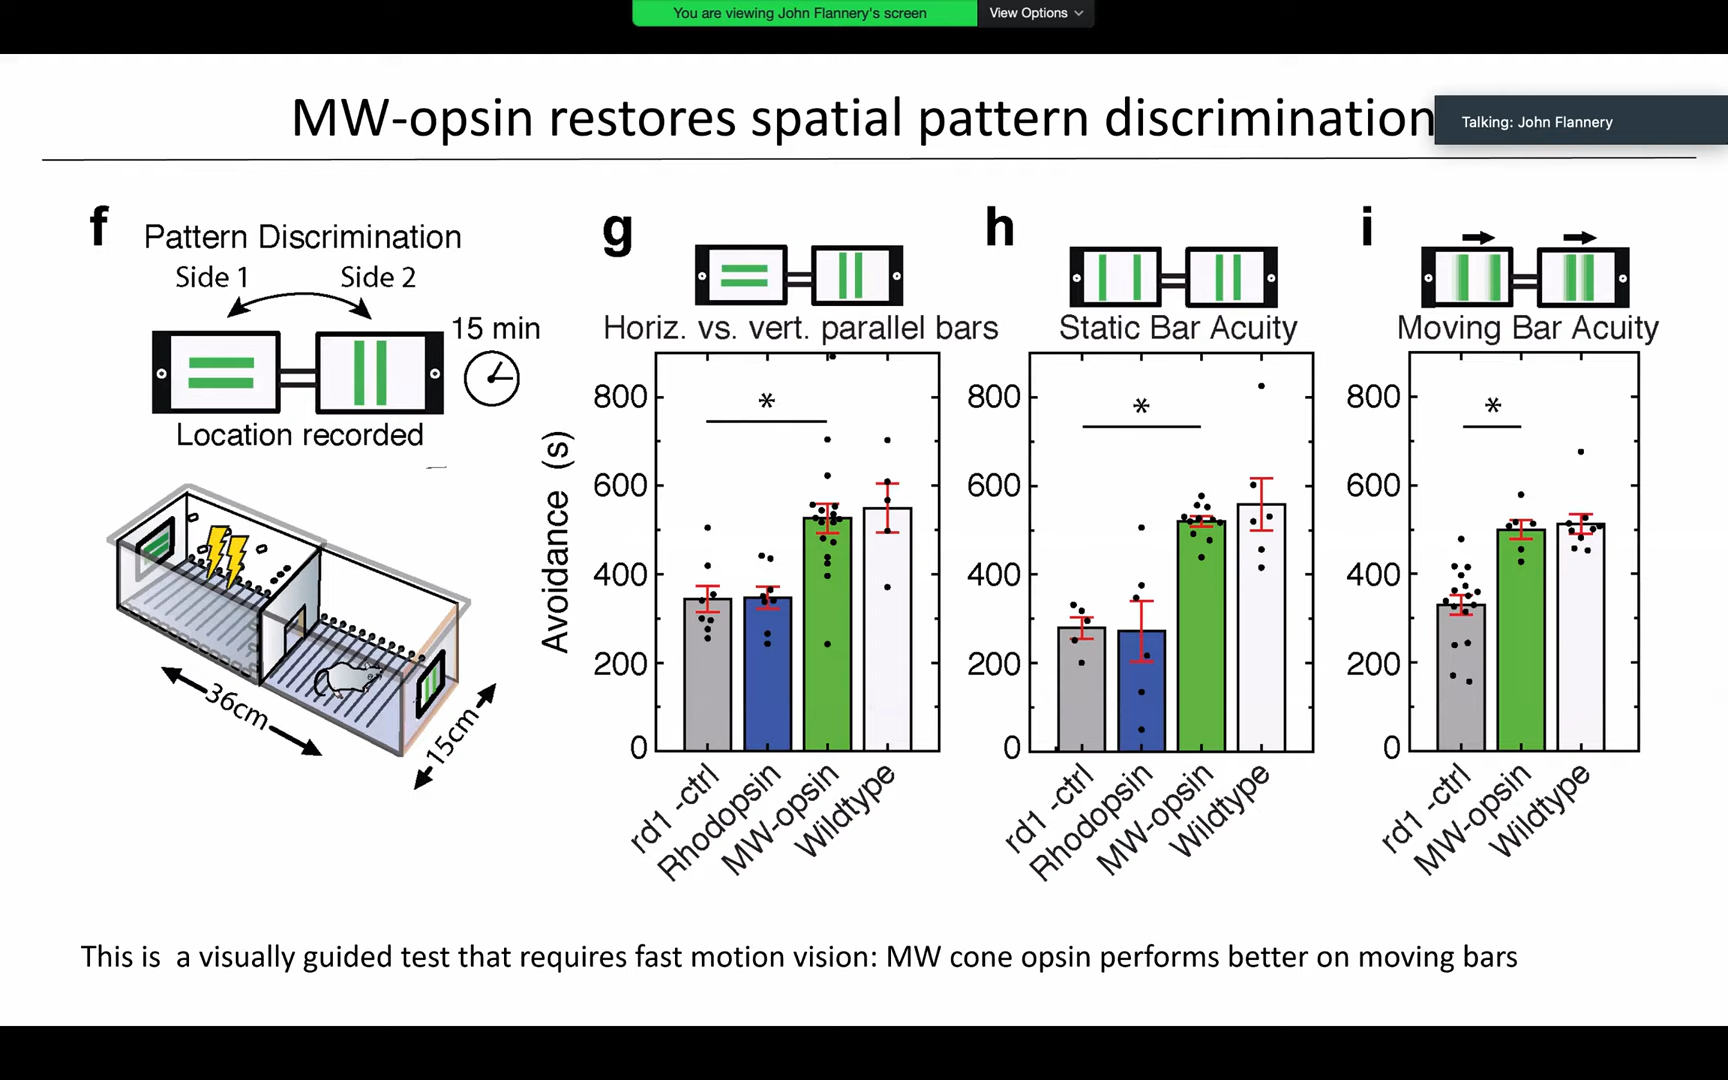 You are viewing John Flannery's screen
View Options
MW-opsin restores spatial pattern discrimination
Talking: John Flannery
f
Pattern Discrimination
Side 1
Side 2
15 min
Location recorded
36cm
15cm
g
Horiz. vs. vert. parallel bars
Avoidance (s)
800
600
400
200
0
*
rd1 -ctrl
Rhodopsin
MW-opsin
Wildtype
h
Static Bar Acuity
800
600
400
200
0
*
rd1 -ctrl
Rhodopsin
MW-opsin
Wildtype
i
Moving Bar Acuity
800
600
400
200
0
*
rd1 -ctrl
MW-opsin
Wildtype
This is  a visually guided test that requires fast motion vision: MW cone opsin performs better on moving bars